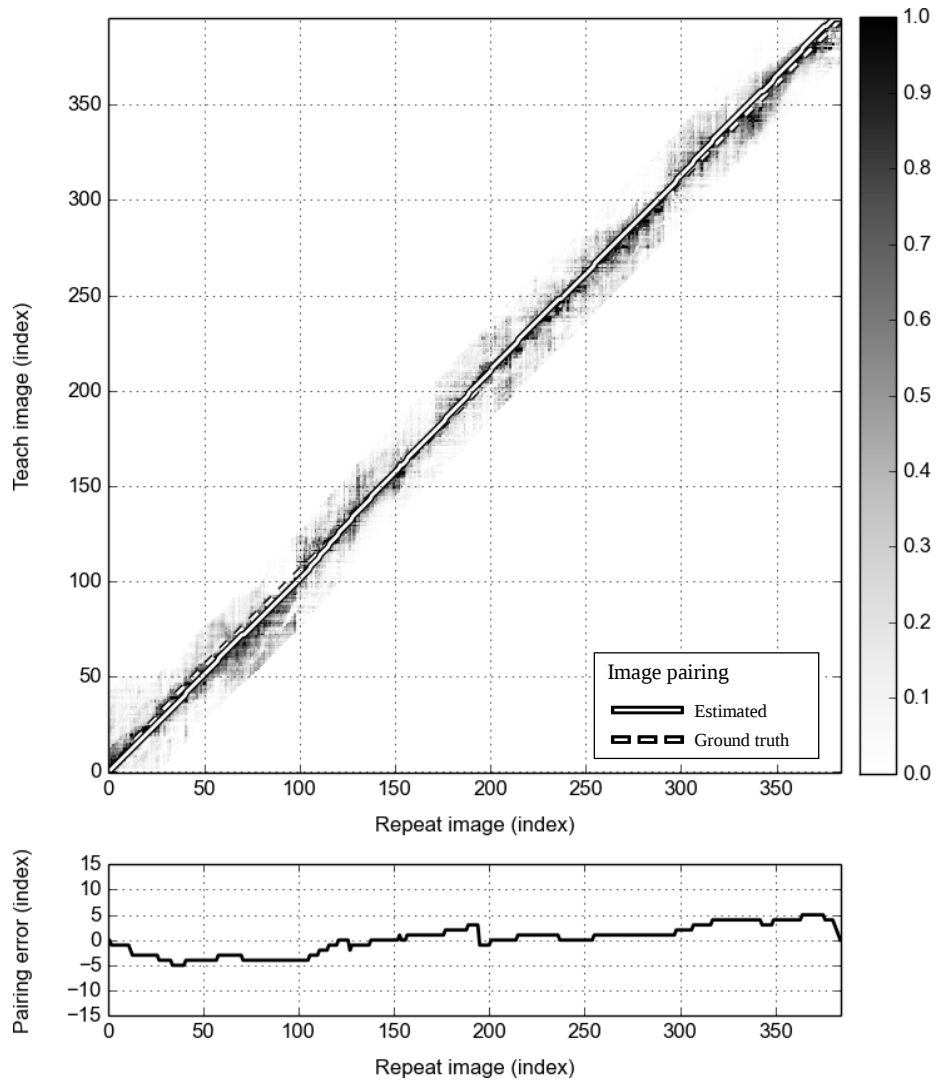 1.0
0.9
0.8
0.7
0.6
0.5
0.4
0.3
0.2
0.1
0.0
Teach image (index)
350
300
250
200
150
100
50
0
0 50 100 150 200 250 300 350
Repeat image (index)
Image pairing
Estimated
Ground truth
Pairing error (index)
15
10
5
0
−5
−10
−15
0 50 100 150 200 250 300 350
Repeat image (index)